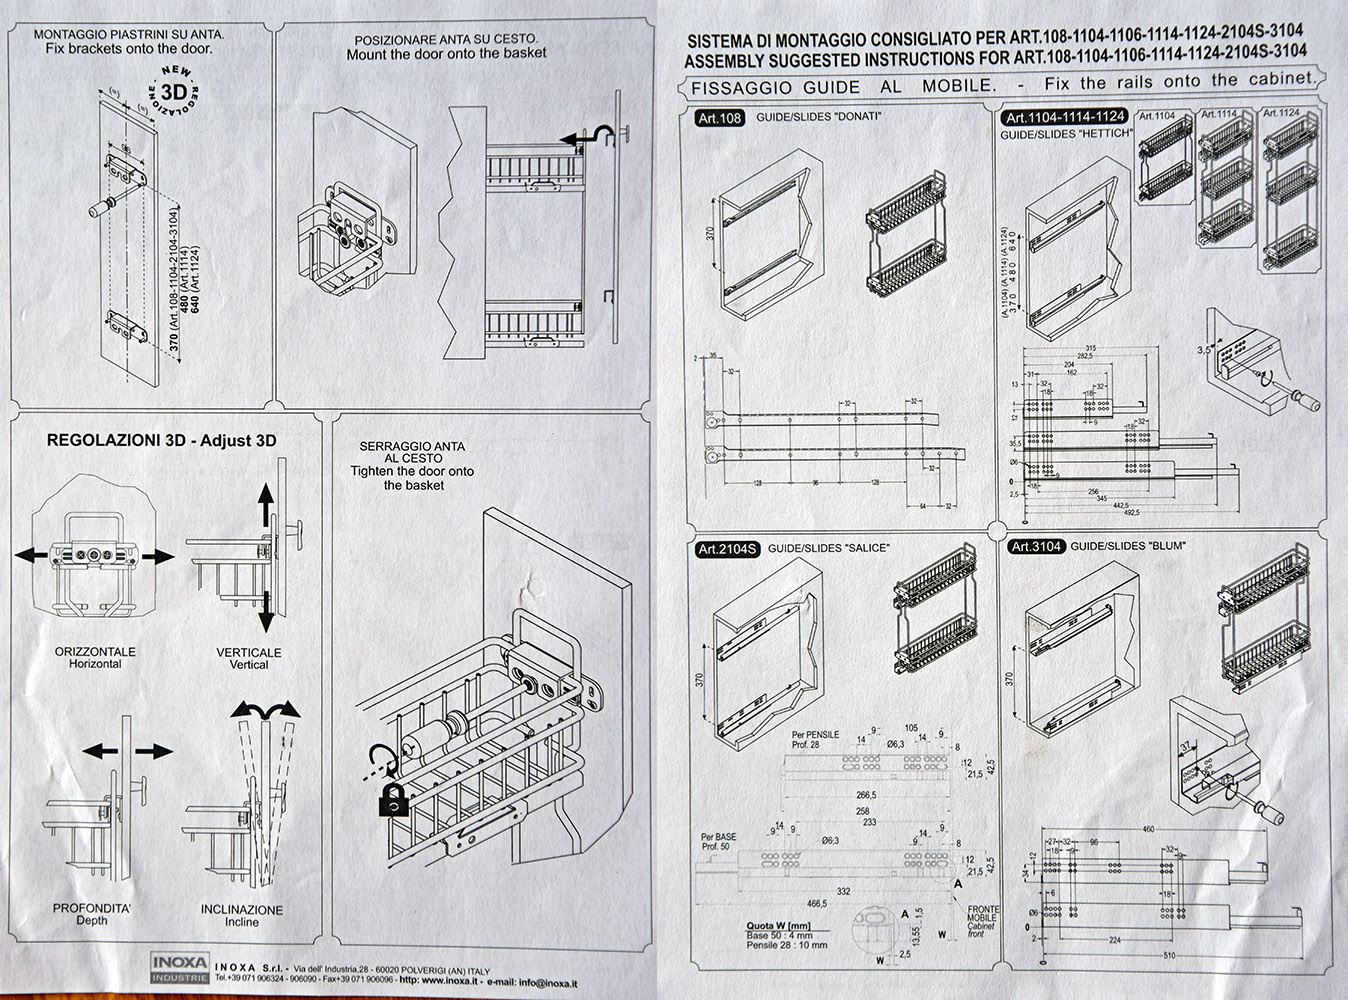 MONTAGGIO PIASTRINI SU ANTA.
Fix brackets onto the door.
NEW
3D
REGOLAZIONE
(=)
(=)
370 (Art.108-1104-2104-3104)
480 (Art.1114)
640 (Art.1124)
POSIZIONARE ANTA SU CESTO.
Mount the door onto the basket
REGOLAZIONI 3D - Adjust 3D
ORIZZONTALE
Horizontal
VERTICALE
Vertical
PROFONDITA'
Depth
INCLINAZIONE
Incline
SERRAGGIO ANTA
AL CESTO
Tighten the door onto
the basket
INOXA
INDUSTRIE
INOXA S.r.l. - Via dell' Industria,28 - 60020 POLVERIGI (AN) ITALY
Tel.+39 071 906324 - 906090 - Fax+39 071 906096 - http: www.inoxa.it - e-mail: info@inoxa.it
SISTEMA DI MONTAGGIO CONSIGLIATO PER ART.108-1104-1106-1114-1124-2104S-3104
ASSEMBLY SUGGESTED INSTRUCTIONS FOR ART.108-1104-1106-1114-1124-2104S-3104
FISSAGGIO GUIDE AL MOBILE. - Fix the rails onto the cabinet.
Art.108 GUIDE/SLIDES "DONATI"
370
2 35
32
32
32
128 96 128
64 32
Art.1104-1114-1124
GUIDE/SLIDES "HETTICH"
Art.1104
Art.1114
Art.1124
(A.1104) (A.1114) (A.1124)
370 480 640
3,5
315
282,5
204
162
31
13 32 32
18 18
12 9
32
18
35,5
Ø6
0
9
18
2,5
256
345
442,5
492,5
Art.2104S GUIDE/SLIDES "SALICE"
370
Per PENSILE
Prof. 28
105
9 9
14 14
Ø6,3 8
12
21,5
42,5
266,5
258
233
Per BASE
Prof. 50
14 14
9 9 9 9
Ø6,3
8
12
21,5
42,5
332
466,5
A
A
FRONTE
MOBILE
Cabinet
front
1,5
13,55
2,5
W
W
Quota W [mm]
Base 50 : 4 mm
Pensile 28 : 10 mm
Art.3104 GUIDE/SLIDES "BLUM"
370
37
460
27 32 96 32
12 18 9 9
34
6
18
Ø6
0
2
224
510